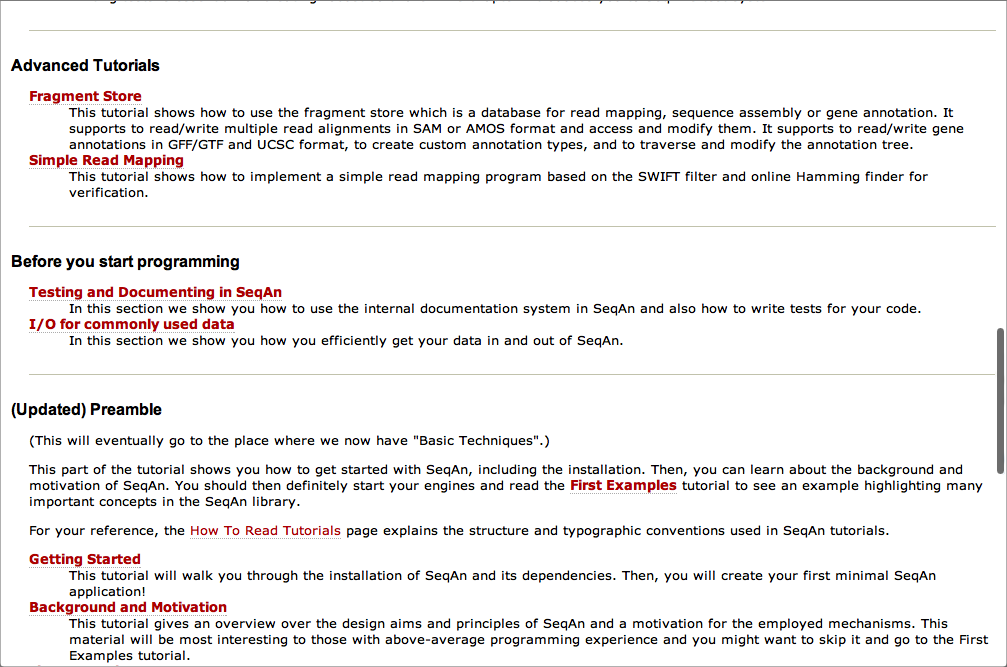 Advanced Tutorials
Fragment Store
This tutorial shows how to use the fragment store which is a database for read mapping, sequence assembly or gene annotation. It
supports to read/write multiple read alignments in SAM or AMOS format and access and modify them. It supports to read/write gene
annotations in GFF/GTF and UCSC format, to create custom annotation types, and to traverse and modify the annotation tree.
Simple Read Mapping
This tutorial shows how to implement a simple read mapping program based on the SWIFT filter and online Hamming finder for
verification.
Before you start programming
Testing and Documenting in SeqAn
In this section we show you how to use the internal documentation system in SeqAn and also how to write tests for your code.
I/O for commonly used data
In this section we show you how you efficiently get your data in and out of SeqAn.
(Updated) Preamble
(This will eventually go to the place where we now have "Basic Techniques".)
This part of the tutorial shows you how to get started with SeqAn, including the installation. Then, you can learn about the background and
motivation of SeqAn. You should then definitely start your engines and read the First Examples tutorial to see an example highlighting many
important concepts in the SeqAn library.
For your reference, the How To Read Tutorials page explains the structure and typographic conventions used in SeqAn tutorials.
Getting Started
This tutorial will walk you through the installation of SeqAn and its dependencies. Then, you will create your first minimal SeqAn
application!
Background and Motivation
This tutorial gives an overview over the design aims and principles of SeqAn and a motivation for the employed mechanisms. This
material will be most interesting to those with above-average programming experience and you might want to skip it and go to the First
Examples tutorial.